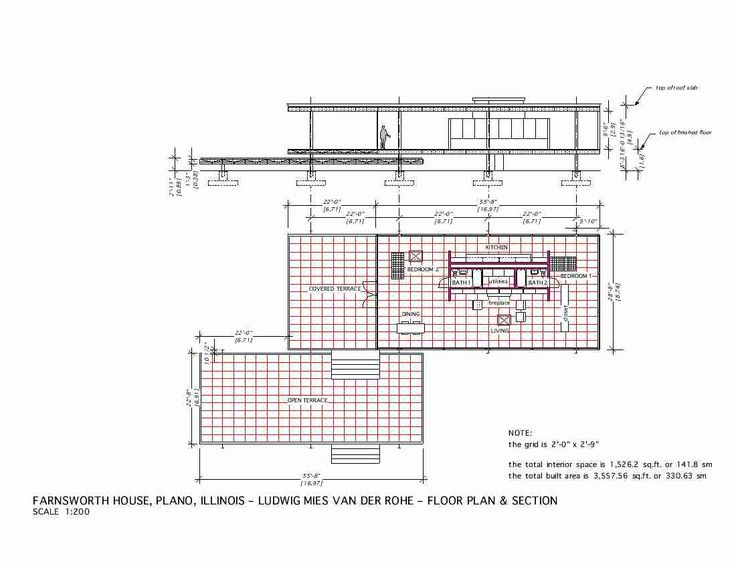 top of roof slab
9'-6"
[2.9]
[4.9]
top of finished floor
[1.6]
2'-11"
[0.89]
1'-3"
[0.38]
22'-0"
[6.71]
55'-8"
[16.97]
22'-0"
[6.71]
22'-0"
[6.71]
22'-0"
[6.71]
5'-10"
KITCHEN
BEDROOM 2
BEDROOM 1
BATH 1
utilities
BATH 2
COVERED TERRACE
fireplace
closet
28'-8"
[8.74]
DINING
LIVING
22'-0"
[6.71]
10 1/2"
22'-8"
[6.91]
OPEN TERRACE
55'-8"
[16.97]
NOTE:
the grid is 2'-0" x 2'-9"
the total interior space is 1,526.2 sq.ft. or 141.8 sm
the total built area is 3,557.56 sq.ft. or 330.63 sm
FARNSWORTH HOUSE, PLANO, ILLINOIS - LUDWIG MIES VAN DER ROHE - FLOOR PLAN & SECTION
SCALE 1:200